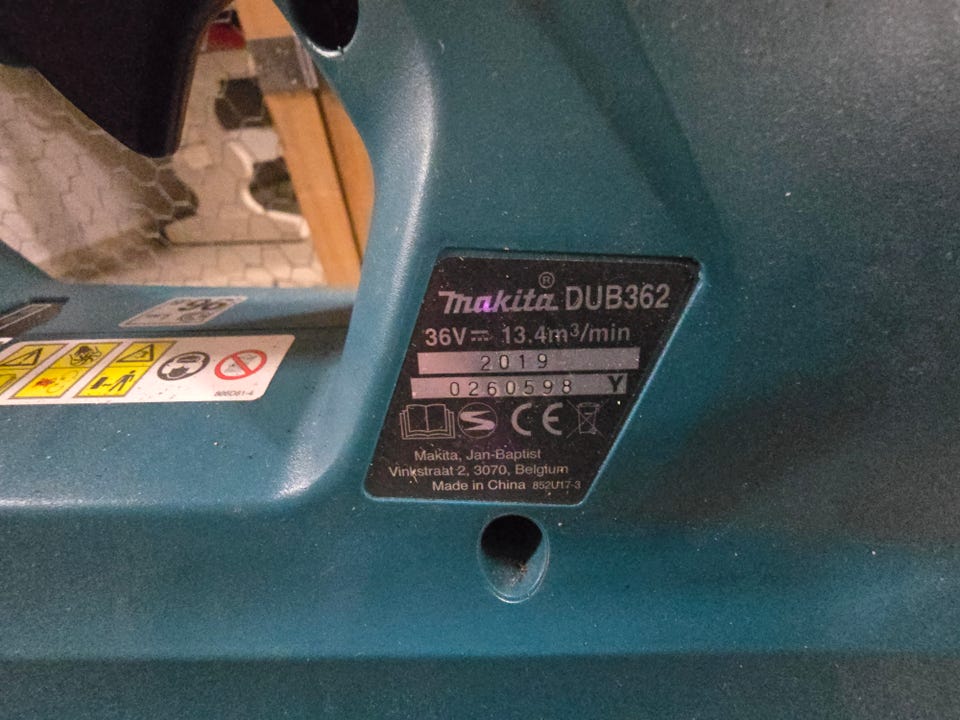 makita® DUB362
36V⎓ 13.4m³/min
2019
0260598 Y
CE
Makita, Jan-Baptist
Vinkstraat 2, 3070, Belgium
Made in China 852U17-3
96